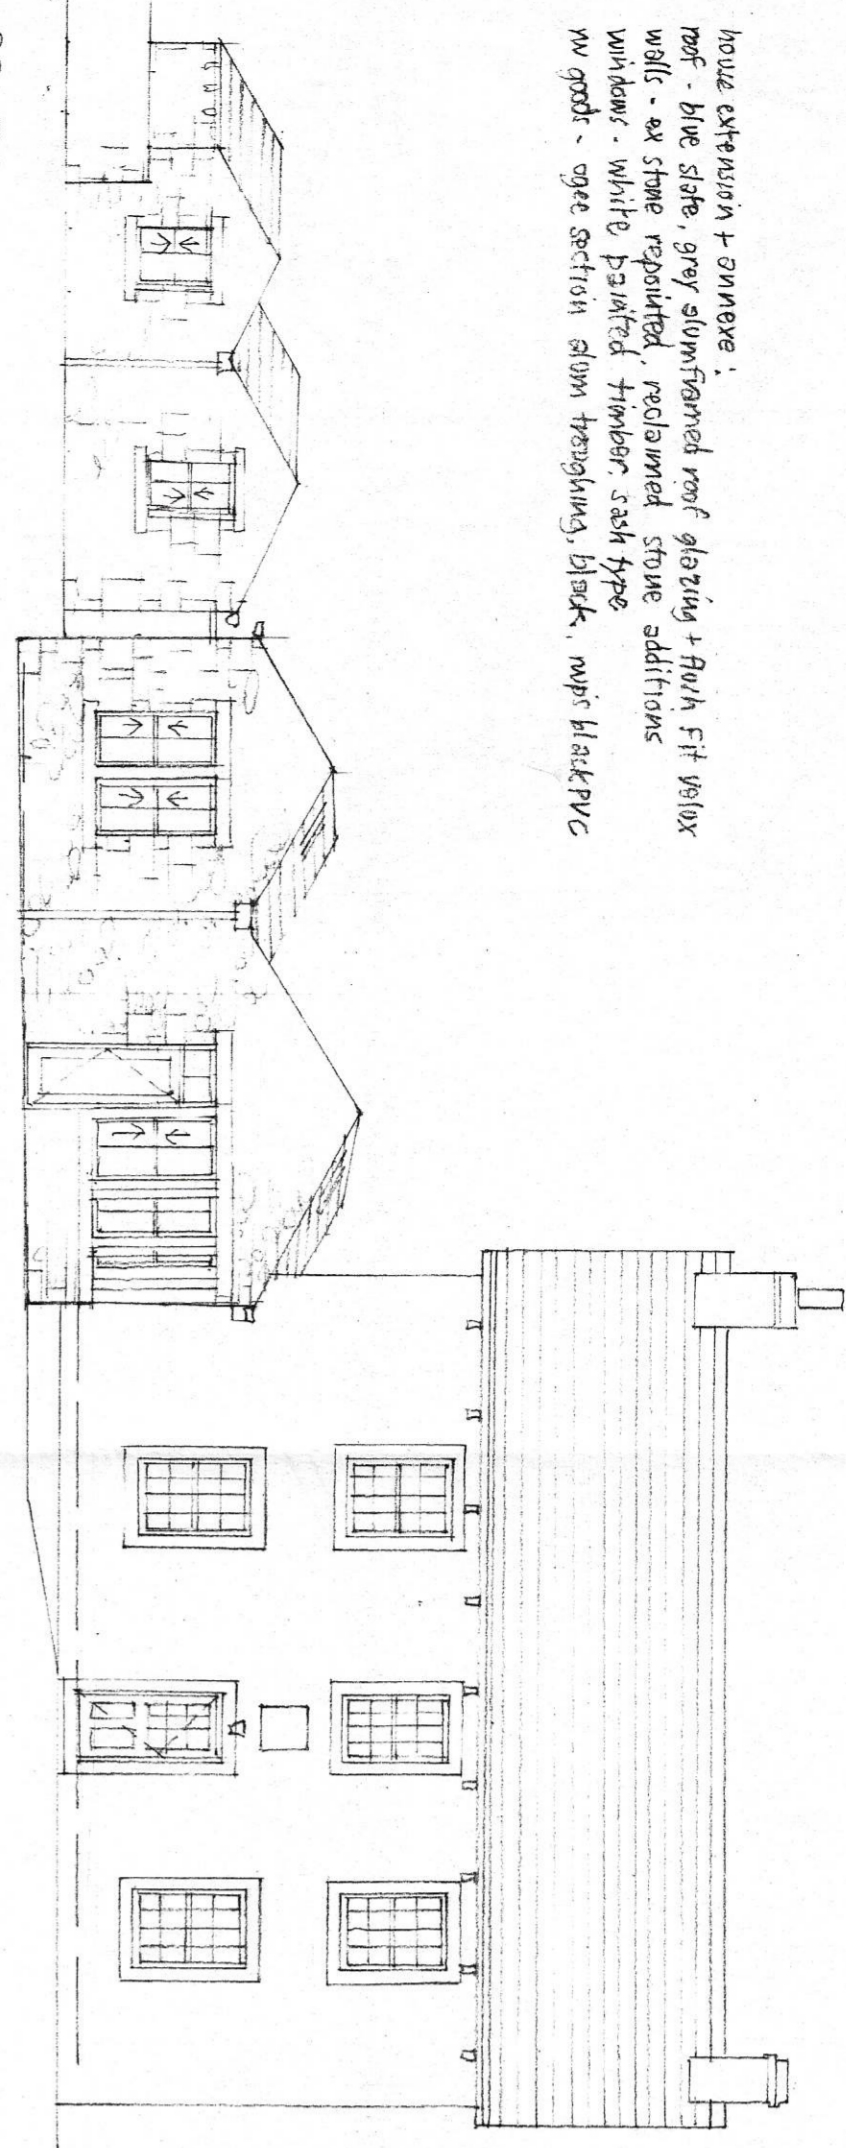 house extension + annexe :
roof - blue slate, grey alumframed roof glazing + flush fit velux
walls - ex stone repointed, reclaimed stone additions
windows - white painted timber, sash type
rw goods - ogee section alum troughing, black, rwps black PVC